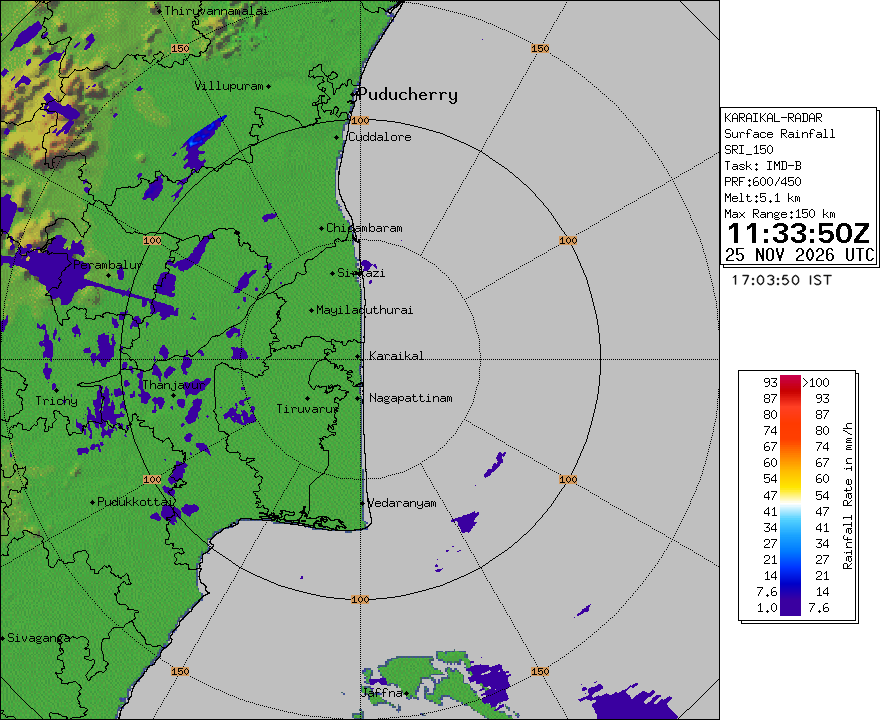 Thiruvannamalai
150
150
Villupuram
Puducherry
100
Cuddalore
Chidambaram
100
100
Perambalur
Sirkazi
Mayiladuthurai
Karaikal
Thanjavur
Trichy
Tiruvarur
Nagapattinam
100
100
Pudukkottai
Vedaranyam
100
Sivaganga
150
150
Jaffna
KARAIKAL-RADAR
Surface Rainfall
SRI_150
Task: IMD-B
PRF:600/450
Melt:5.1 km
Max Range:150 km
11:33:50Z
25 NOV 2026 UTC
17:03:50 IST
93 >100
87 93
80 87
74 80
67 74
60 67
54 60
47 54
41 47
34 41
27 34
21 27
14 21
7.6 14
1.0 7.6
Rainfall Rate in mm/h